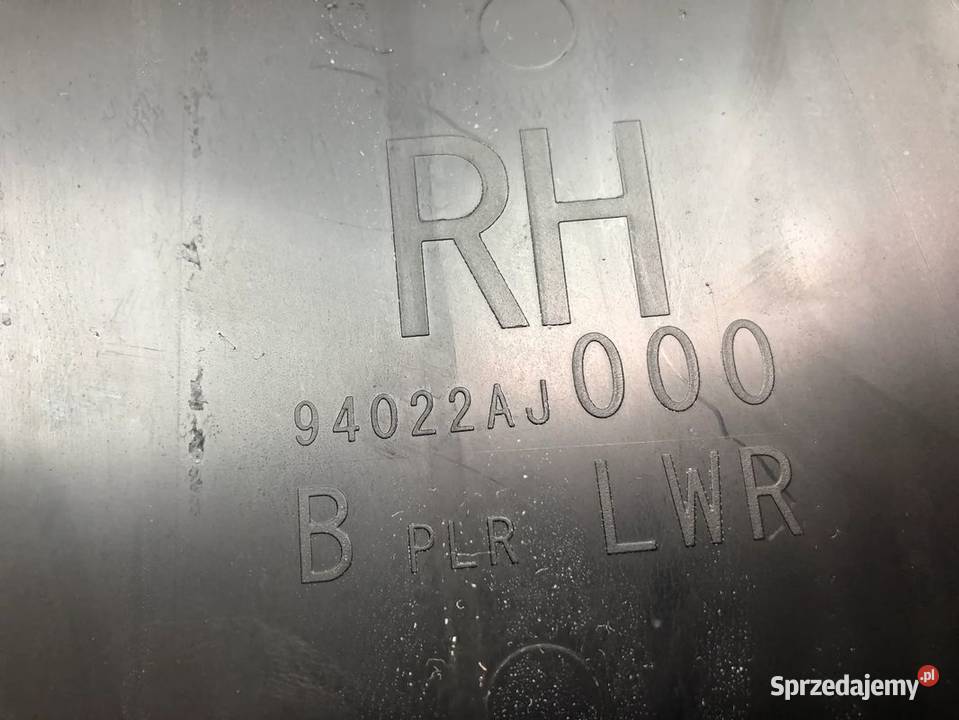 RH
94022AJ000
B PLR LWR
Sprzedajemy.pl